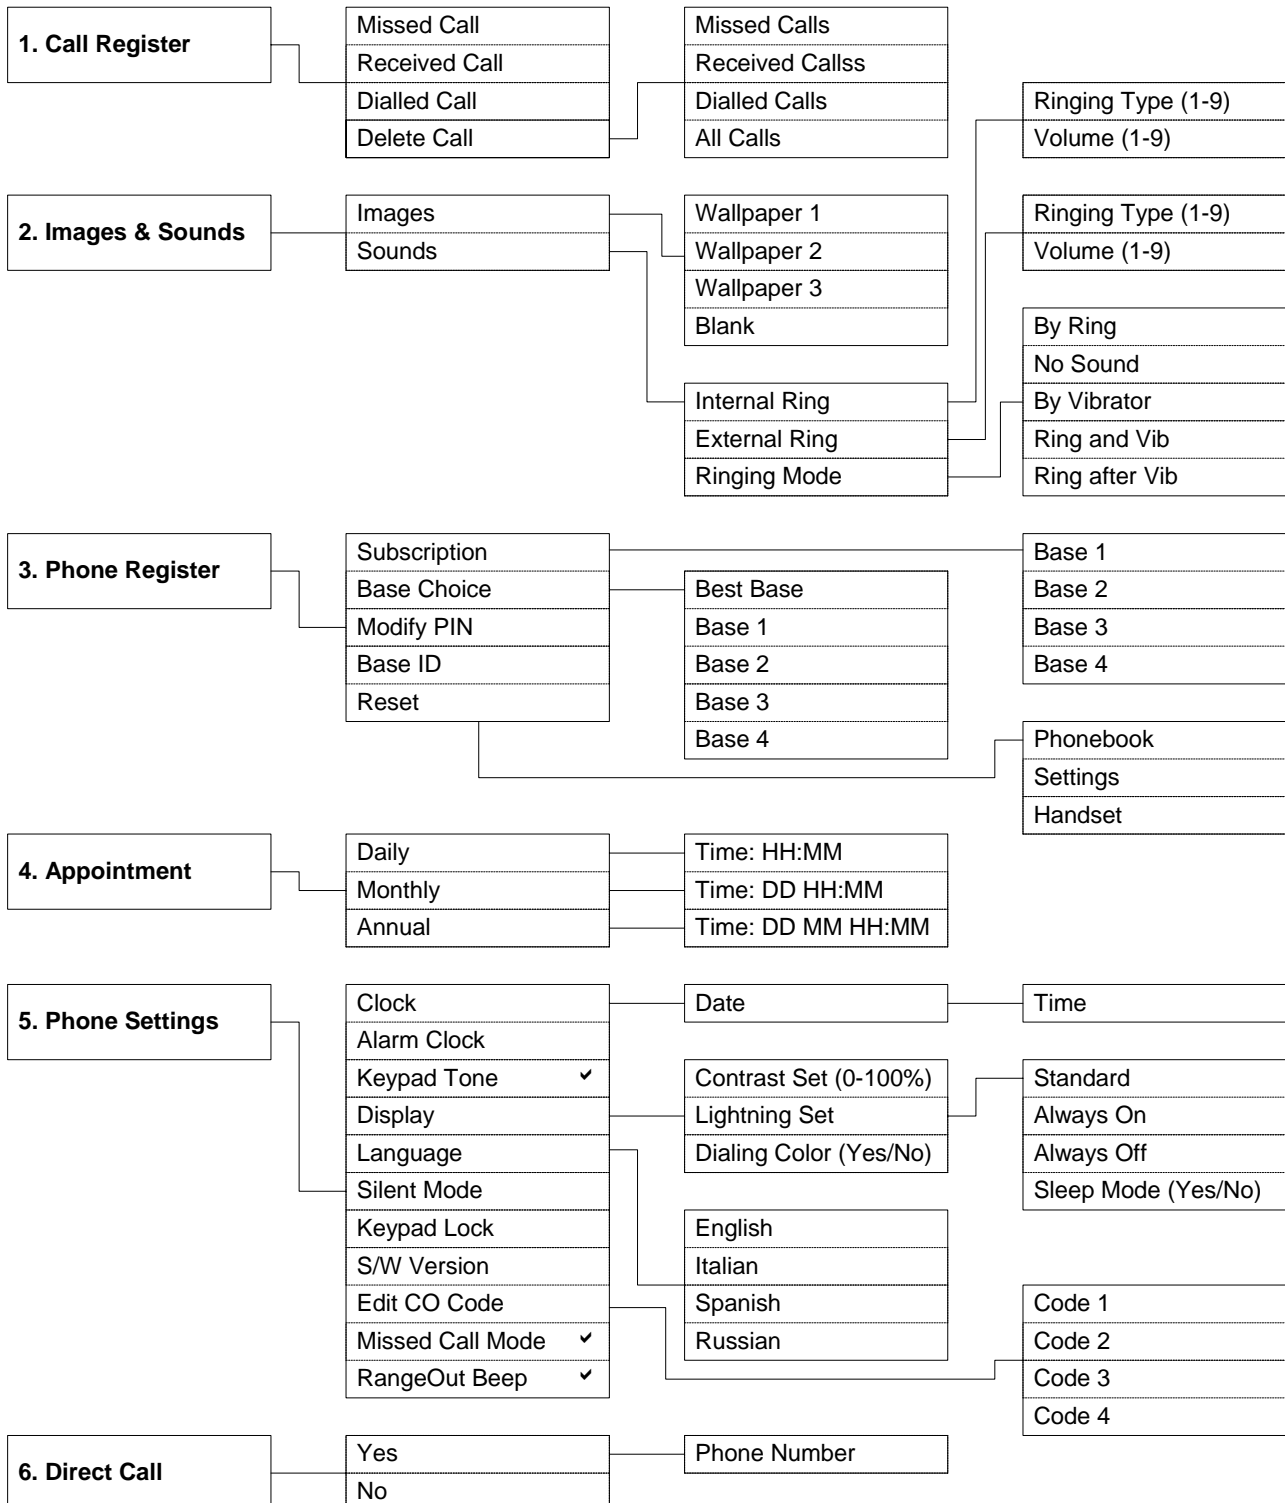 1. Call Register
Missed Call
Received Call
Dialled Call
Delete Call
Missed Calls
Received Callss
Dialled Calls
All Calls
Ringing Type (1-9)
Volume (1-9)
2. Images & Sounds
Images
Sounds
Wallpaper 1
Wallpaper 2
Wallpaper 3
Blank
Internal Ring
External Ring
Ringing Mode
Ringing Type (1-9)
Volume (1-9)
By Ring
No Sound
By Vibrator
Ring and Vib
Ring after Vib
3. Phone Register
Subscription
Base Choice
Modify PIN
Base ID
Reset
Best Base
Base 1
Base 2
Base 3
Base 4
Base 1
Base 2
Base 3
Base 4
Phonebook
Settings
Handset
4. Appointment
Daily
Monthly
Annual
Time: HH:MM
Time: DD HH:MM
Time: DD MM HH:MM
5. Phone Settings
Clock
Alarm Clock
Keypad Tone ✓
Display
Language
Silent Mode
Keypad Lock
S/W Version
Edit CO Code
Missed Call Mode ✓
RangeOut Beep ✓
Date
Time
Contrast Set (0-100%)
Lightning Set
Dialing Color (Yes/No)
Standard
Always On
Always Off
Sleep Mode (Yes/No)
English
Italian
Spanish
Russian
Code 1
Code 2
Code 3
Code 4
6. Direct Call
Yes
No
Phone Number